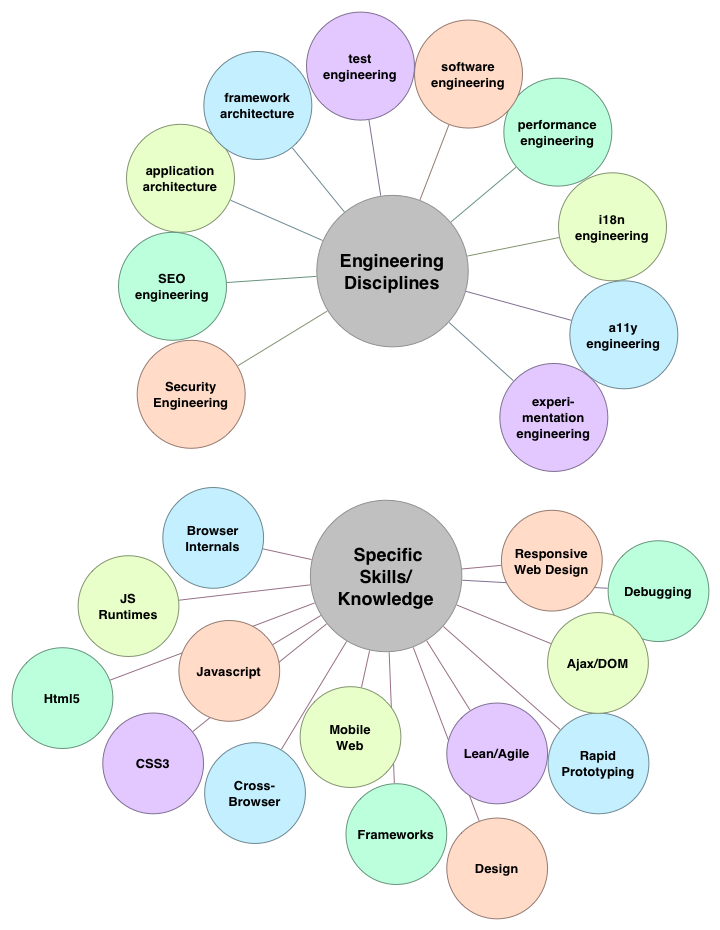 test
engineering
software
engineering
framework
architecture
performance
engineering
application
architecture
i18n
engineering
Engineering
Disciplines
SEO
engineering
a11y
engineering
Security
Engineering
experi-
mentation
engineering
Browser
Internals
Specific
Skills/
Knowledge
Responsive
Web Design
JS
Runtimes
Debugging
Javascript
Ajax/DOM
Html5
Mobile
Web
Lean/Agile
CSS3
Rapid
Prototyping
Cross-
Browser
Frameworks
Design